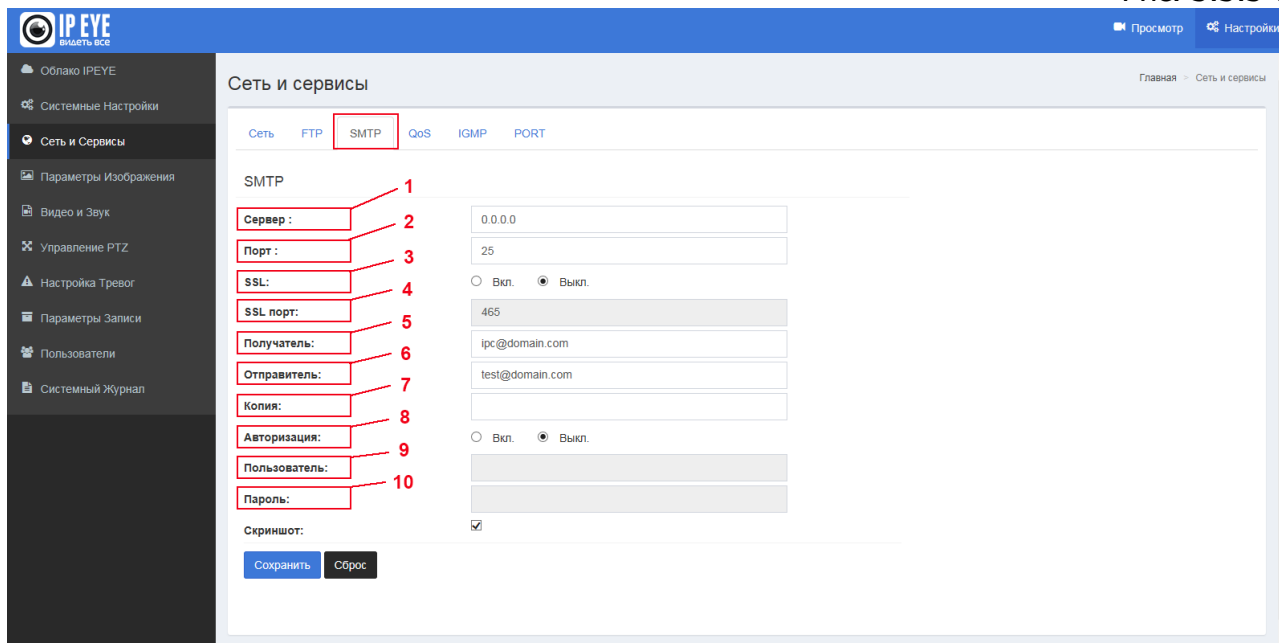 IP EYE
видеть все
Просмотр Настройки
Облако IPEYE
Системные Настройки
Сеть и Сервисы
Параметры Изображения
Видео и Звук
Управление PTZ
Настройка Тревог
Параметры Записи
Пользователи
Системный Журнал
Сеть и сервисы
Главная > Сеть и сервисы
Сеть FTP SMTP QoS IGMP PORT
SMTP
1
Сервер : 0.0.0.0
2
Порт : 25
3
SSL: Вкл. Выкл.
4
SSL порт: 465
5
Получатель: ipc@domain.com
6
Отправитель: test@domain.com
7
Копия:
8
Авторизация: Вкл. Выкл.
9
Пользователь:
10
Пароль:
Скриншот:
Сохранить Сброс